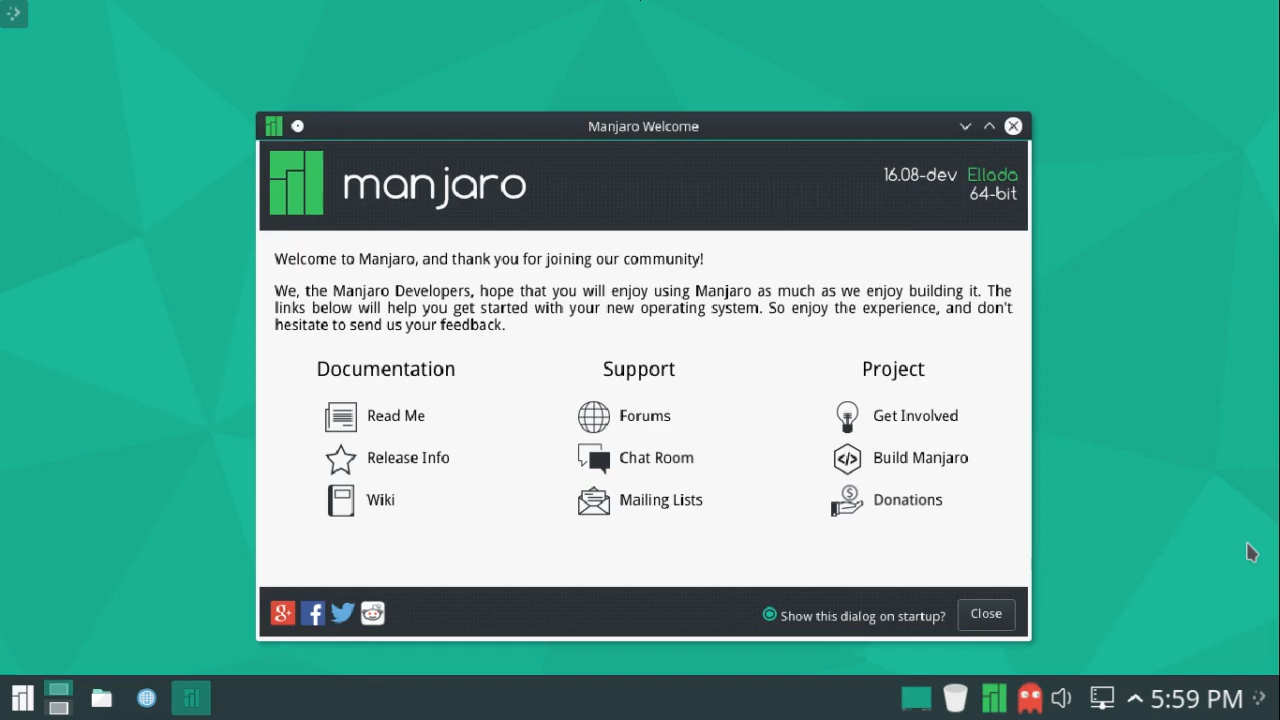 Manjaro Welcome
manjaro
16.08-dev Ellada
64-bit
Welcome to Manjaro, and thank you for joining our community!
We, the Manjaro Developers, hope that you will enjoy using Manjaro as much as we enjoy building it. The
links below will help you get started with your new operating system. So enjoy the experience, and don't
hesitate to send us your feedback.
Documentation
Support
Project
Read Me
Forums
Get Involved
Release Info
Chat Room
Build Manjaro
Wiki
Mailing Lists
Donations
g+
Show this dialog on startup?
Close
5:59 PM